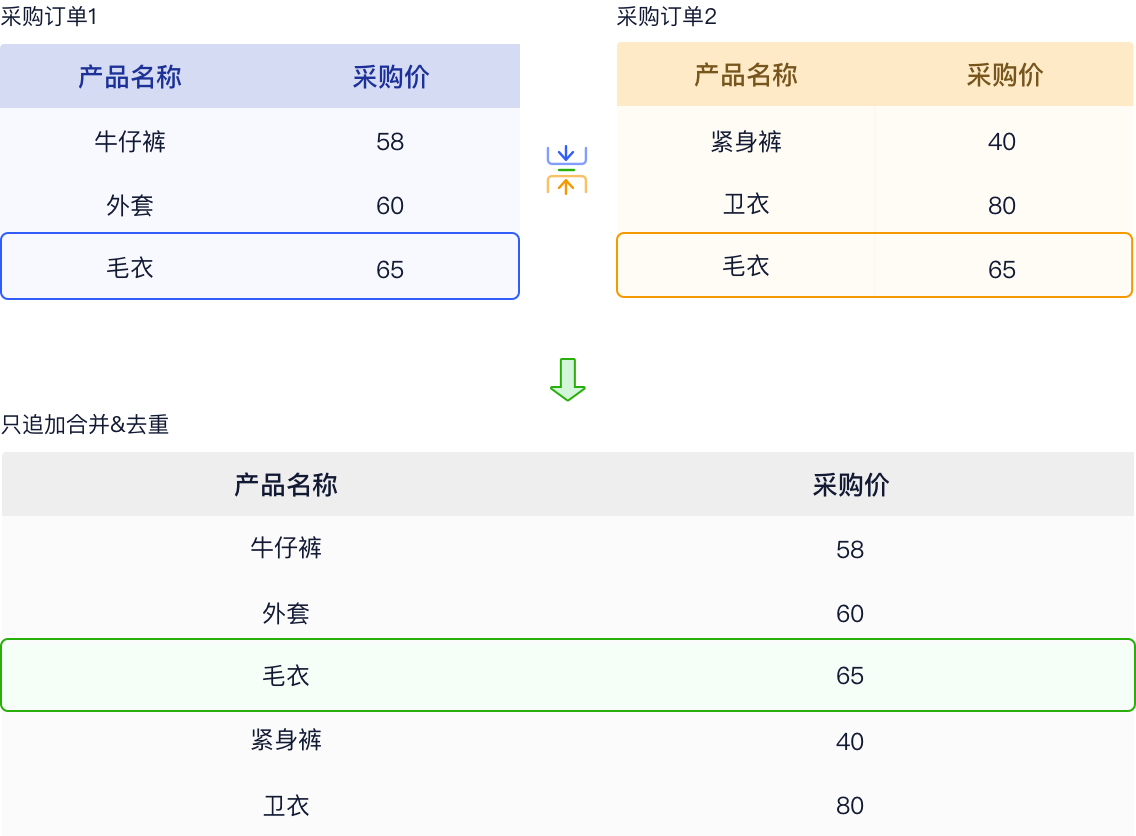 采购订单1
产品名称 采购价
牛仔裤 58
外套 60
毛衣 65
采购订单2
产品名称 采购价
紧身裤 40
卫衣 80
毛衣 65
只追加合并&去重
产品名称 采购价
牛仔裤 58
外套 60
毛衣 65
紧身裤 40
卫衣 80